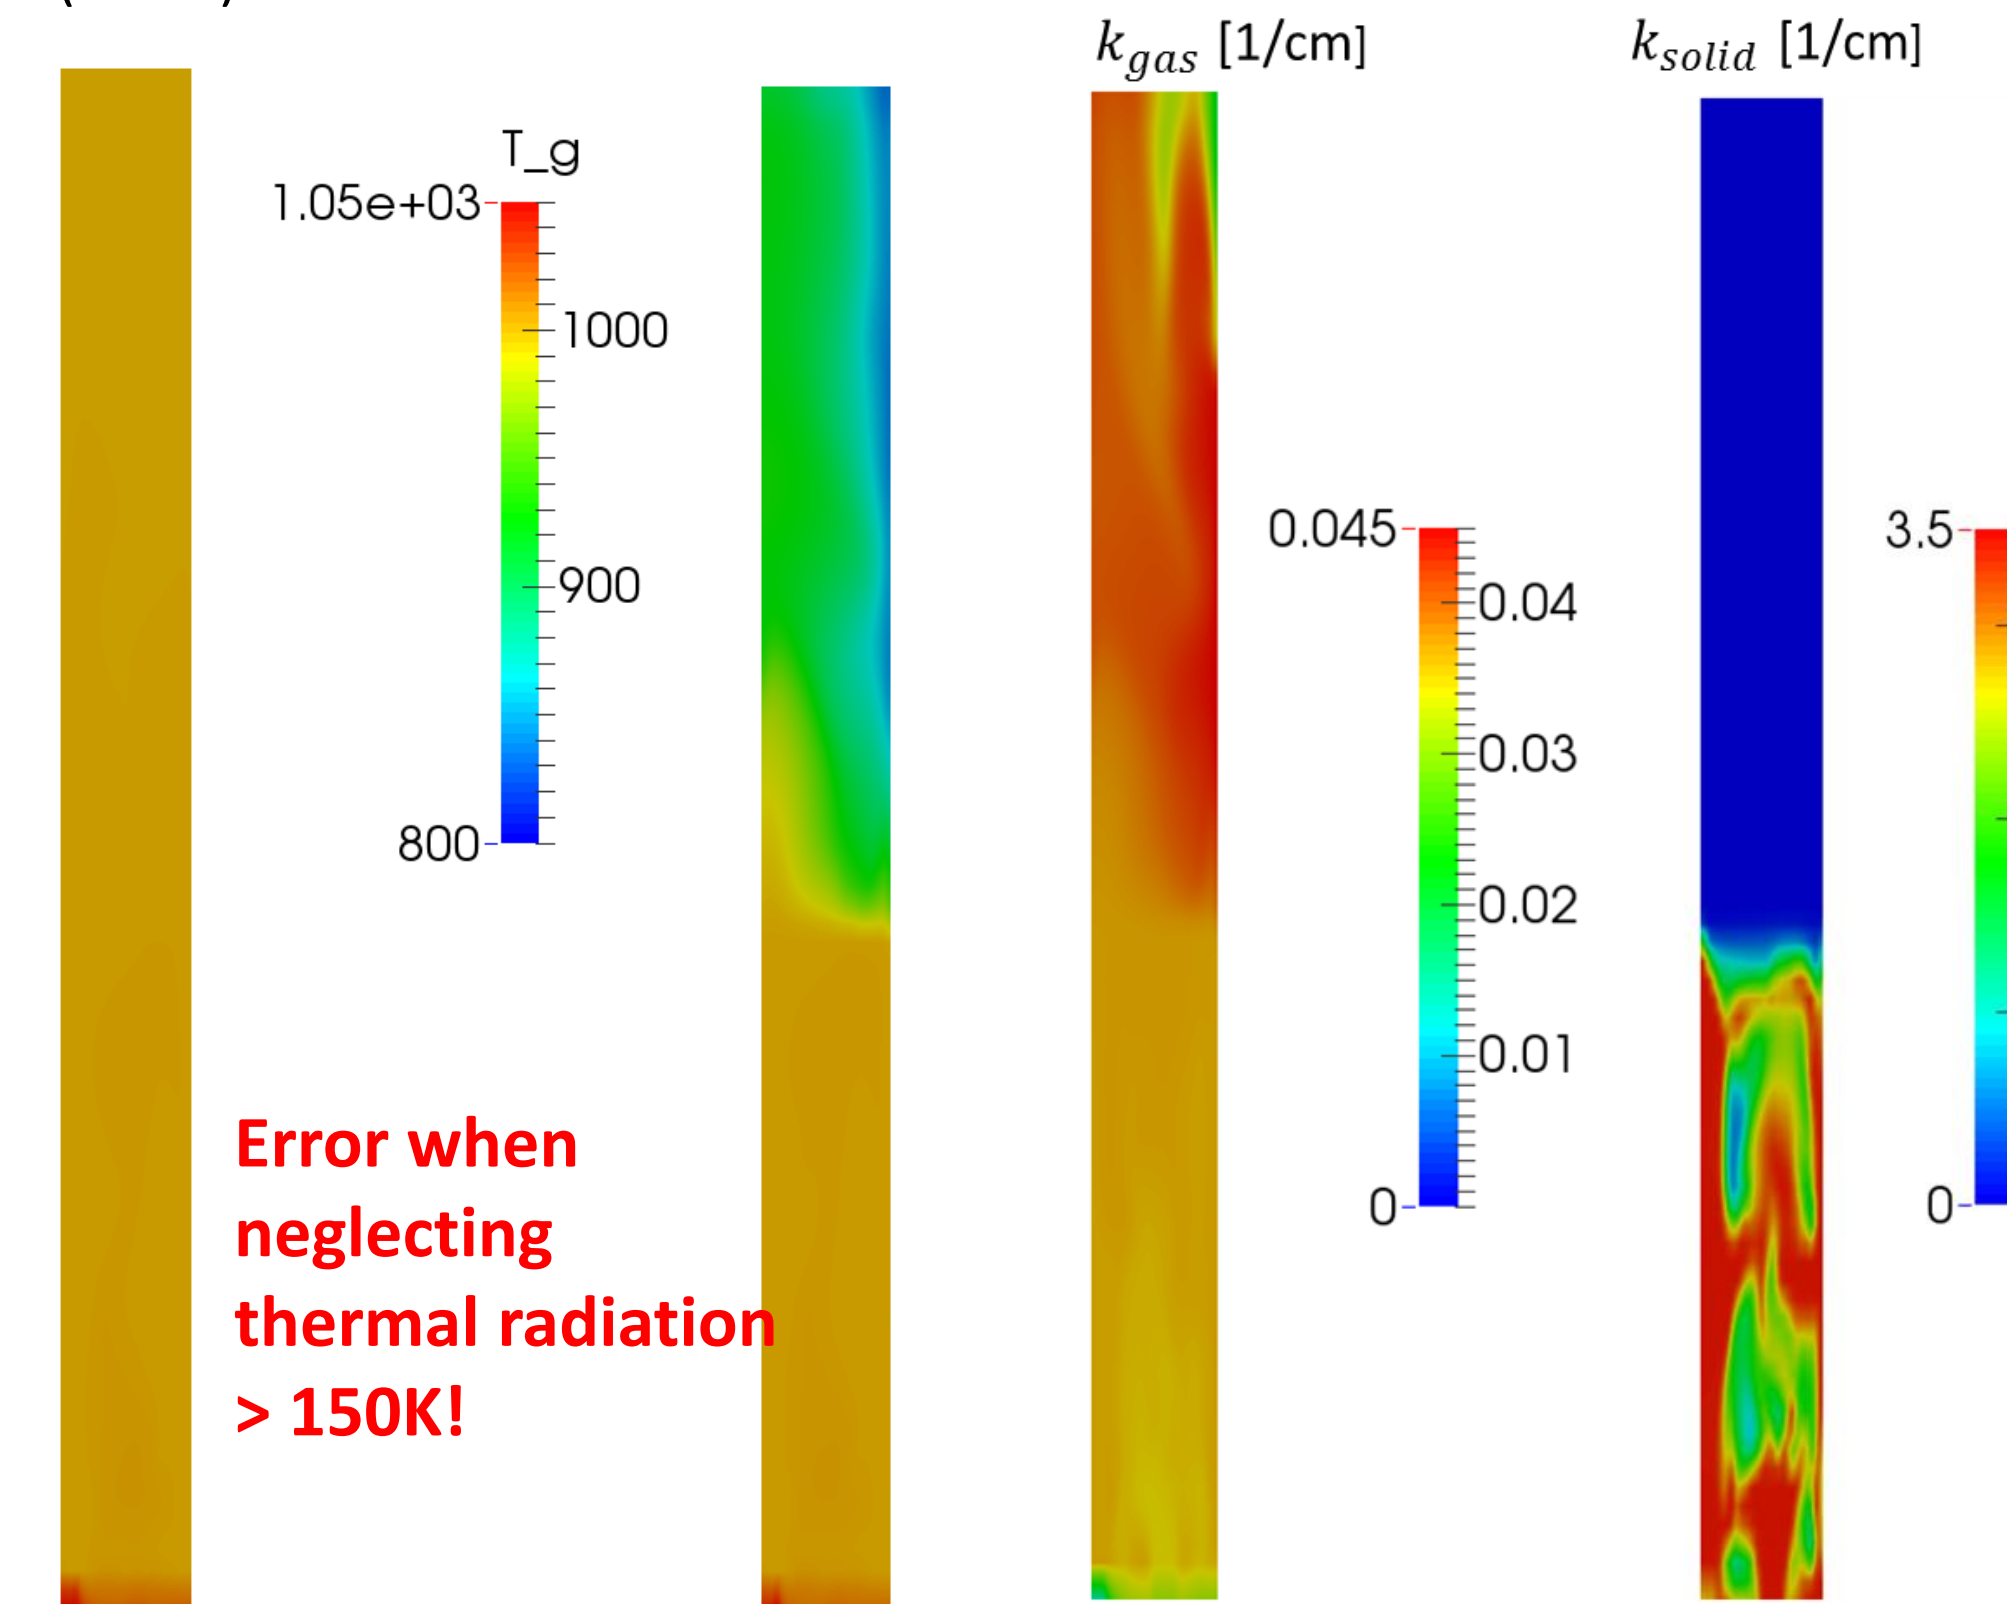 k_gas [1/cm]
k_solid [1/cm]
T_g
1.05e+03
1000
900
800
0.045
0.04
0.03
0.02
0.01
0
3.5
0
Error when
neglecting
thermal radiation
> 150K!